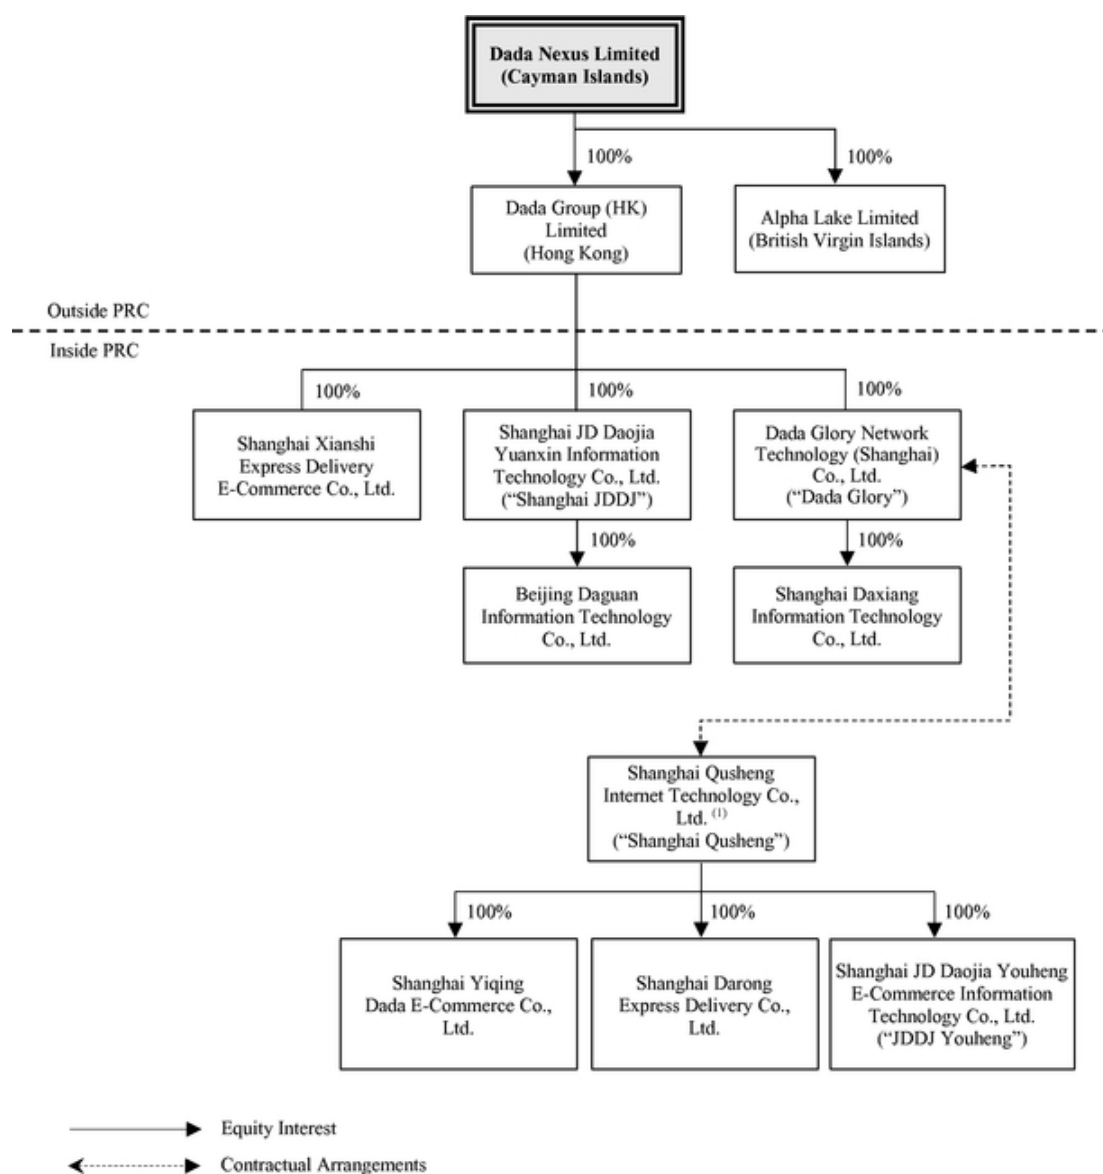 Dada Nexus Limited
(Cayman Islands)
100%
100%
Dada Group (HK)
Limited
(Hong Kong)
Alpha Lake Limited
(British Virgin Islands)
Outside PRC
Inside PRC
100%
100%
100%
Shanghai Xianshi
Express Delivery
E-Commerce Co., Ltd.
Shanghai JD Daojia
Yuanxin Information
Technology Co., Ltd.
(“Shanghai JDDJ”)
Dada Glory Network
Technology (Shanghai)
Co., Ltd.
(“Dada Glory”)
100%
100%
Beijing Daguan
Information Technology
Co., Ltd.
Shanghai Daxiang
Information Technology
Co., Ltd.
Shanghai Qusheng
Internet Technology Co.,
Ltd. (1)
(“Shanghai Qusheng”)
100%
100%
100%
Shanghai Yiqing
Dada E-Commerce Co.,
Ltd.
Shanghai Darong
Express Delivery Co.,
Ltd.
Shanghai JD Daojia Youheng
E-Commerce Information
Technology Co., Ltd.
(“JDDJ Youheng”)
Equity Interest
Contractual Arrangements